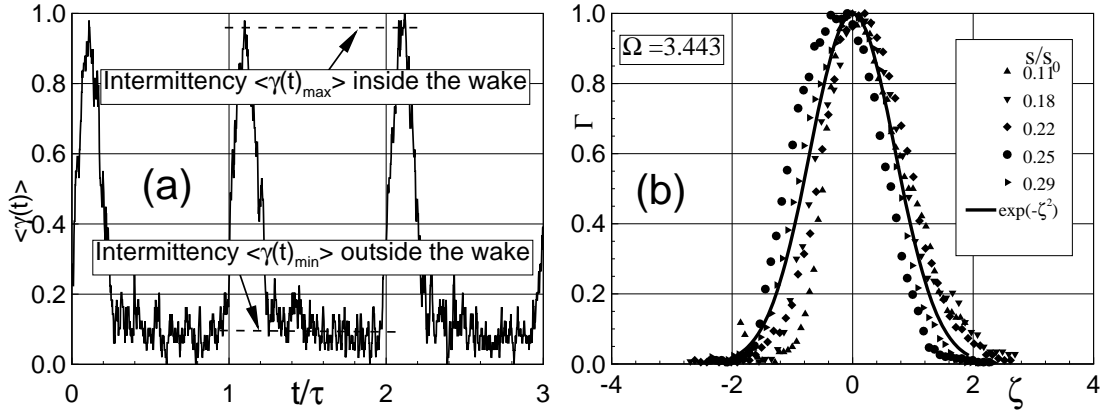 1.0
0.8
0.6
0.4
0.2
0.0
<γ(t)>
Intermittency <γ(t)max> inside the wake
(a)
Intermittency <γ(t)min> outside the wake
0 1 2 3
t/τ
1.0
0.8
0.6
0.4
0.2
0.0
Γ
Ω =3.443
(b)
s/s0
0.11
0.18
0.22
0.25
0.29
exp(-ζ²)
-4 -2 0 2 4
ζ